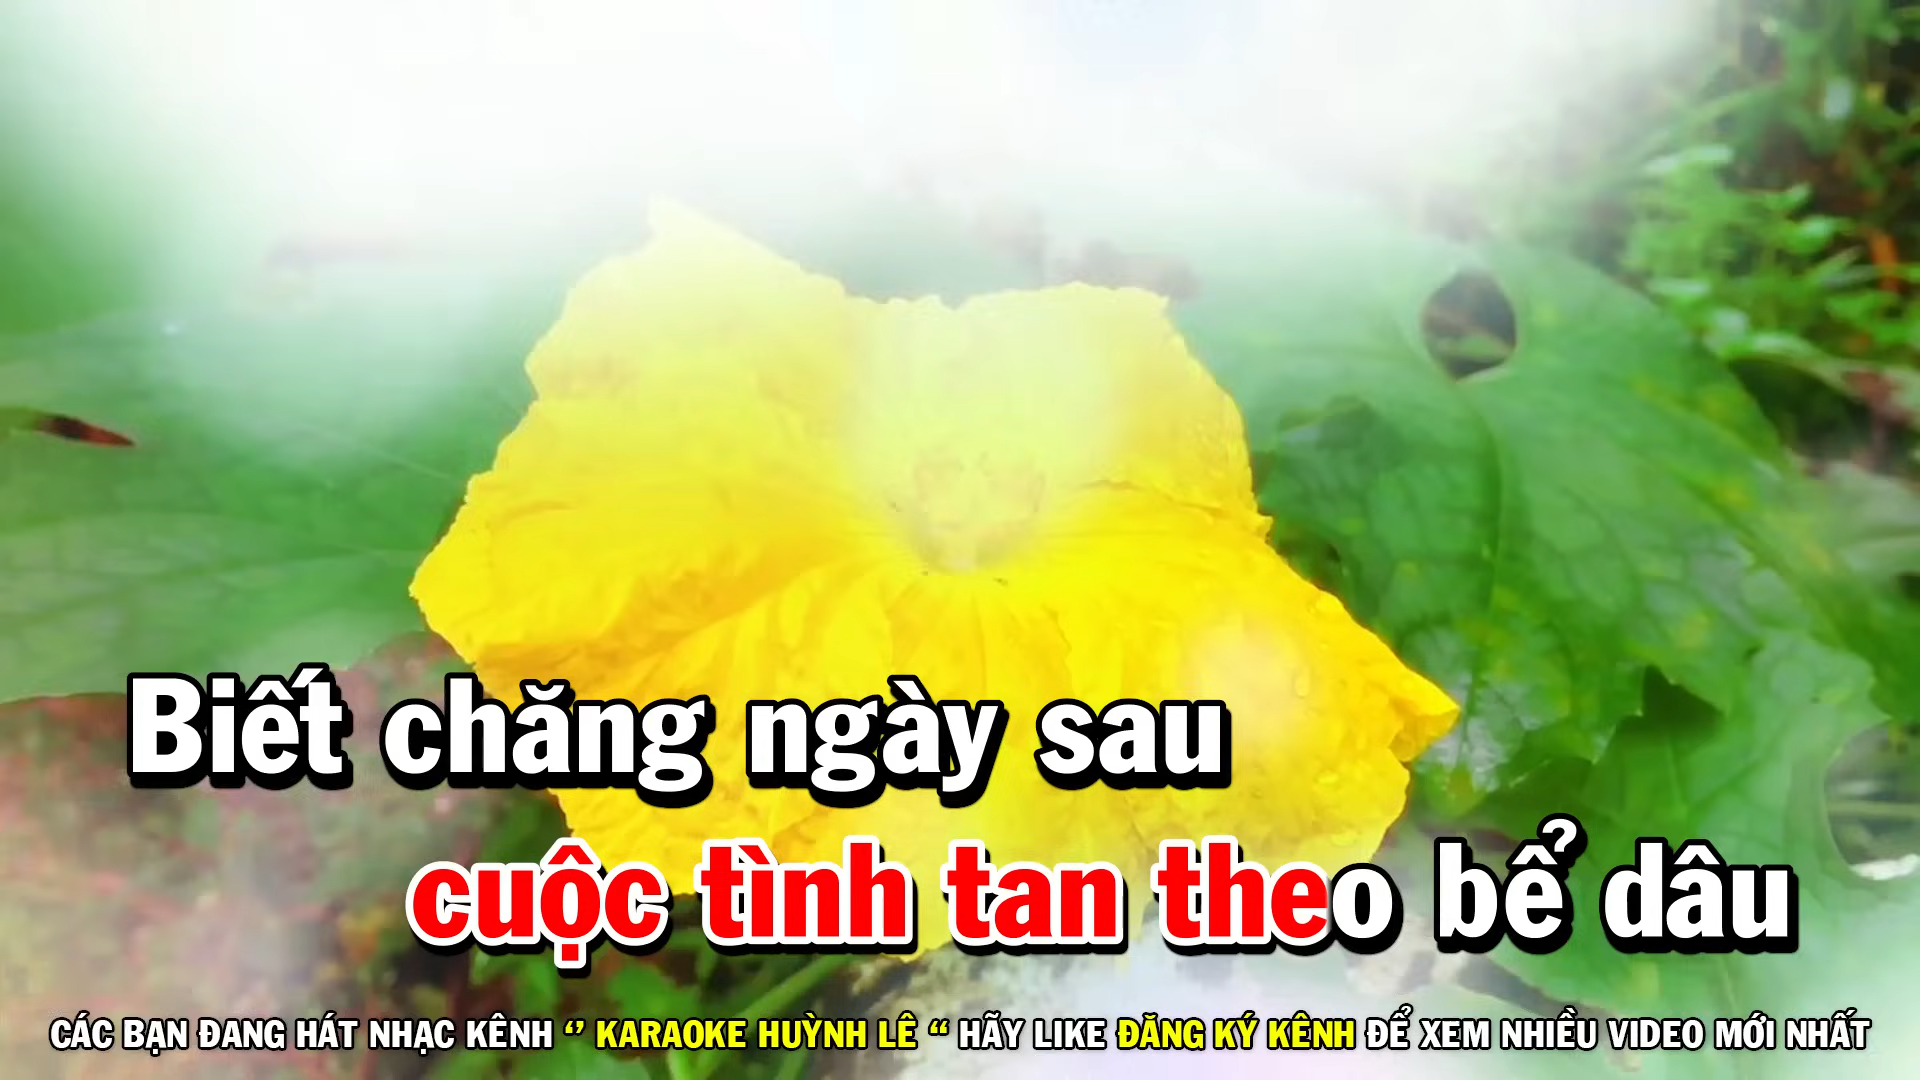 Biết chăng ngày sau
cuộc tình tan theo bể dâu
CÁC BẠN ĐANG HÁT NHẠC KÊNH ‘’ KARAOKE HUỲNH LÊ “ HÃY LIKE ĐĂNG KÝ KÊNH ĐỂ XEM NHIỀU VIDEO MỚI NHẤT